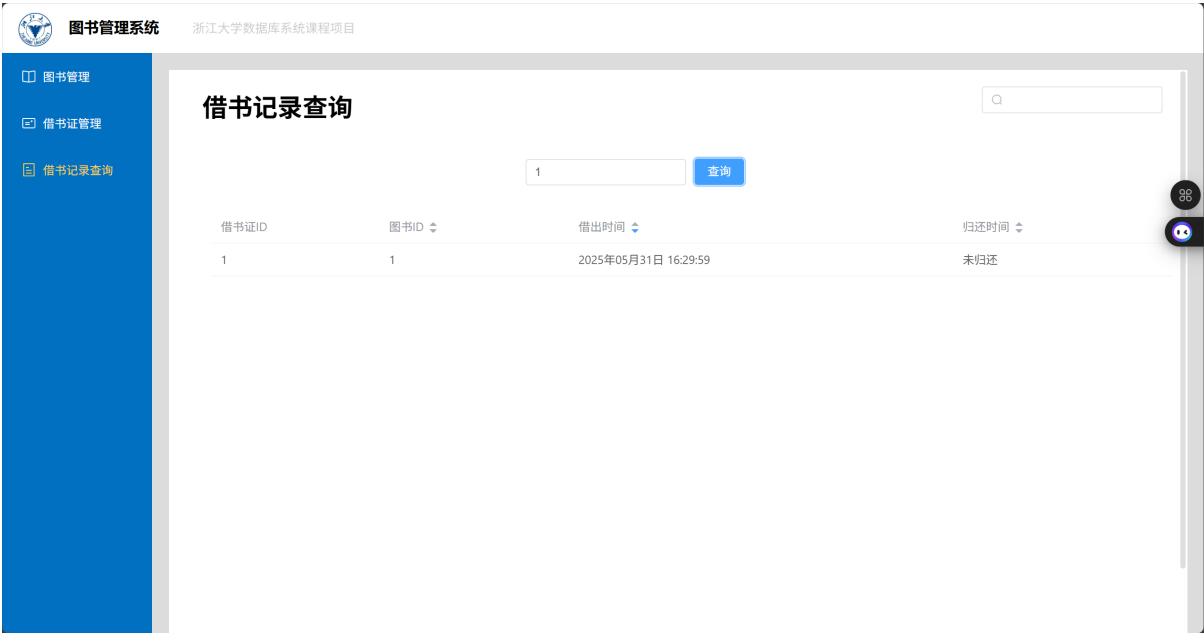 图书管理系统 浙江大学数据库系统课程项目
图书管理
借书证管理
借书记录查询
借书记录查询
1 查询
借书证ID 图书ID 借出时间 归还时间
1 1 2025年05月31日 16:29:59 未归还